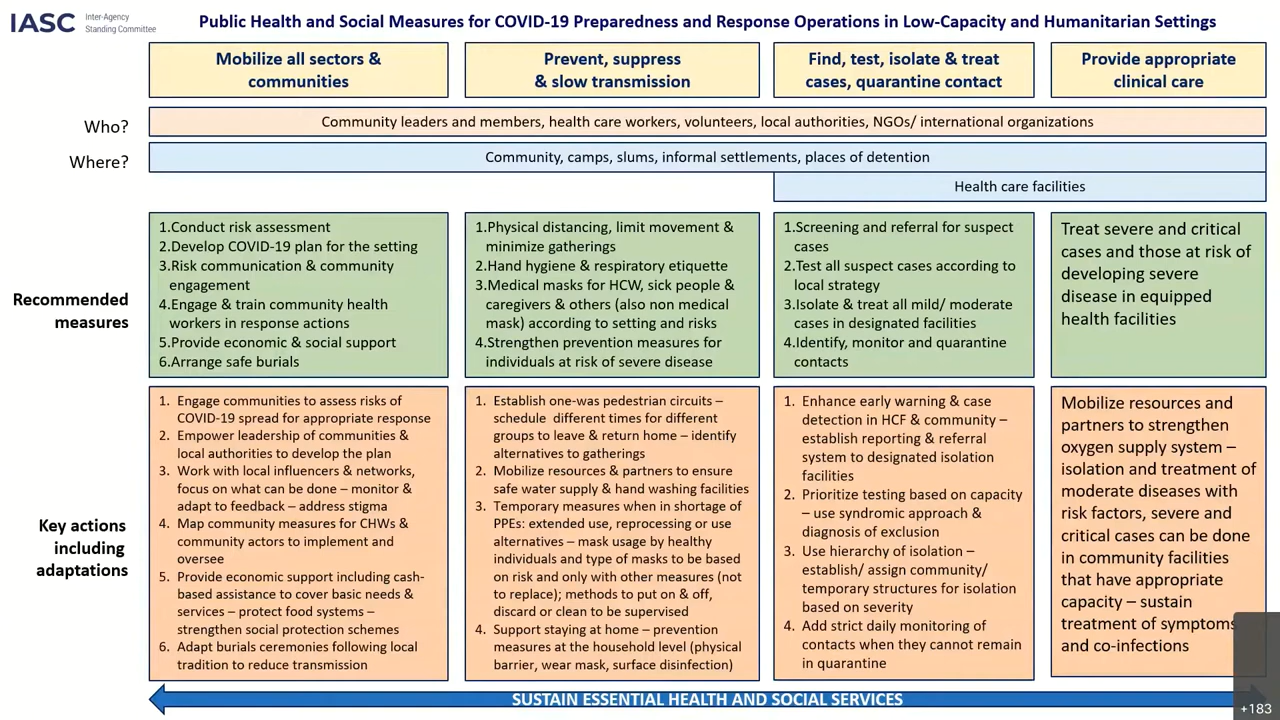 IASC Inter-Agency
Standing Committee
Public Health and Social Measures for COVID-19 Preparedness and Response Operations in Low-Capacity and Humanitarian Settings
Mobilize all sectors &
communities
Prevent, suppress
& slow transmission
Find, test, isolate & treat
cases, quarantine contact
Provide appropriate
clinical care
Who?
Community leaders and members, health care workers, volunteers, local authorities, NGOs/ international organizations
Where?
Community, camps, slums, informal settlements, places of detention
Health care facilities
Recommended
measures
1.Conduct risk assessment
2.Develop COVID-19 plan for the setting
3.Risk communication & community
engagement
4.Engage & train community health
workers in response actions
5.Provide economic & social support
6.Arrange safe burials
1.Physical distancing, limit movement &
minimize gatherings
2.Hand hygiene & respiratory etiquette
3.Medical masks for HCW, sick people &
caregivers & others (also non medical
mask) according to setting and risks
4.Strengthen prevention measures for
individuals at risk of severe disease
1.Screening and referral for suspect
cases
2.Test all suspect cases according to
local strategy
3.Isolate & treat all mild/ moderate
cases in designated facilities
4.Identify, monitor and quarantine
contacts
Treat severe and critical
cases and those at risk of
developing severe
disease in equipped
health facilities
Key actions
including
adaptations
1. Engage communities to assess risks of
COVID-19 spread for appropriate response
2. Empower leadership of communities &
local authorities to develop the plan
3. Work with local influencers & networks,
focus on what can be done – monitor &
adapt to feedback – address stigma
4. Map community measures for CHWs &
community actors to implement and
oversee
5. Provide economic support including cash-
based assistance to cover basic needs &
services – protect food systems –
strengthen social protection schemes
6. Adapt burials ceremonies following local
tradition to reduce transmission
1. Establish one-was pedestrian circuits –
schedule different times for different
groups to leave & return home – identify
alternatives to gatherings
2. Mobilize resources & partners to ensure
safe water supply & hand washing facilities
3. Temporary measures when in shortage of
PPEs: extended use, reprocessing or use
alternatives – mask usage by healthy
individuals and type of masks to be based
on risk and only with other measures (not
to replace); methods to put on & off,
discard or clean to be supervised
4. Support staying at home – prevention
measures at the household level (physical
barrier, wear mask, surface disinfection)
1. Enhance early warning & case
detection in HCF & community –
establish reporting & referral
system to designated isolation
facilities
2. Prioritize testing based on capacity
– use syndromic approach &
diagnosis of exclusion
3. Use hierarchy of isolation –
establish/ assign community/
temporary structures for isolation
based on severity
4. Add strict daily monitoring of
contacts when they cannot remain
in quarantine
Mobilize resources and
partners to strengthen
oxygen supply system –
isolation and treatment of
moderate diseases with
risk factors, severe and
critical cases can be done
in community facilities
that have appropriate
capacity – sustain
treatment of symptoms
and co-infections
SUSTAIN ESSENTIAL HEALTH AND SOCIAL SERVICES
+183